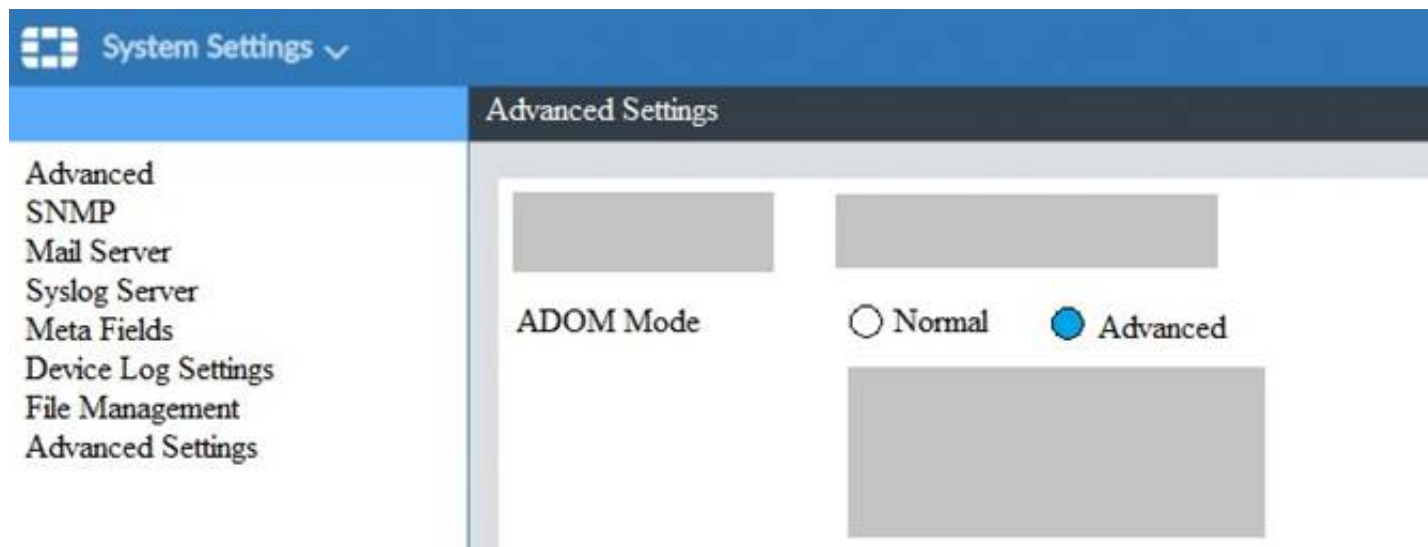 System Settings
Advanced Settings
Advanced
SNMP
Mail Server
Syslog Server
Meta Fields
Device Log Settings
File Management
Advanced Settings
ADOM Mode
Normal
Advanced